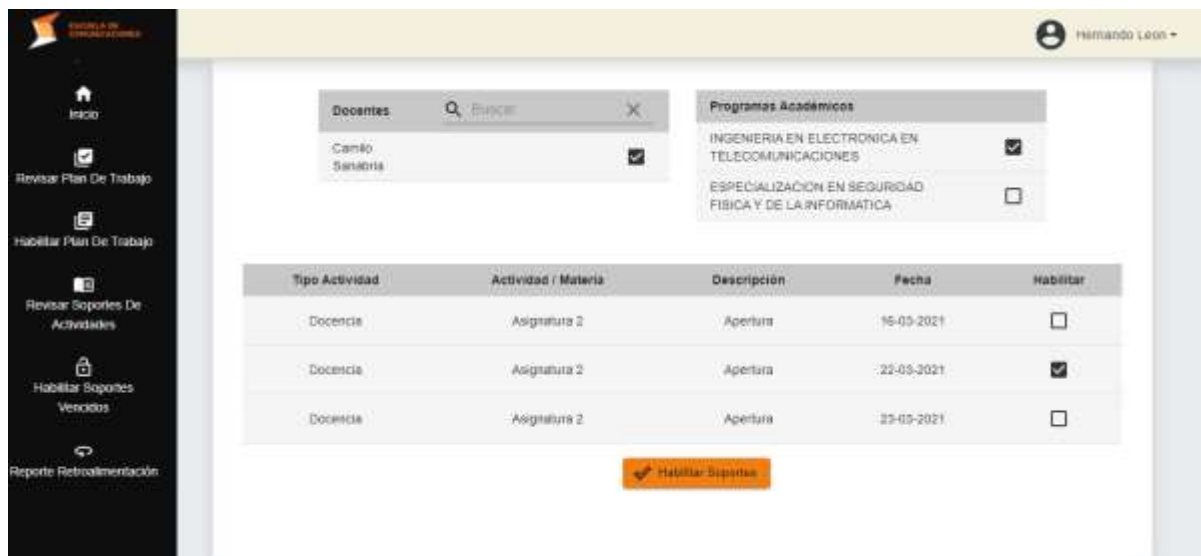 ESCUELA DE
COMUNICACIONES
Hernando Leon
Inicio
Revisar Plan De Trabajo
Habilitar Plan De Trabajo
Revisar Soportes De
Actividades
Habilitar Soportes
Vencidos
Reporte Retroalimentación
Docentes
Buscar
Camilo
Sanabria
Programas Académicos
INGENIERIA EN ELECTRONICA EN
TELECOMUNICACIONES
ESPECIALIZACION EN SEGURIDAD
FISICA Y DE LA INFORMATICA
Tipo Actividad Actividad / Materia Descripción Fecha Habilitar
Docencia Asignatura 2 Apertura 16-03-2021
Docencia Asignatura 2 Apertura 22-03-2021
Docencia Asignatura 2 Apertura 23-03-2021
Habilitar Soportes